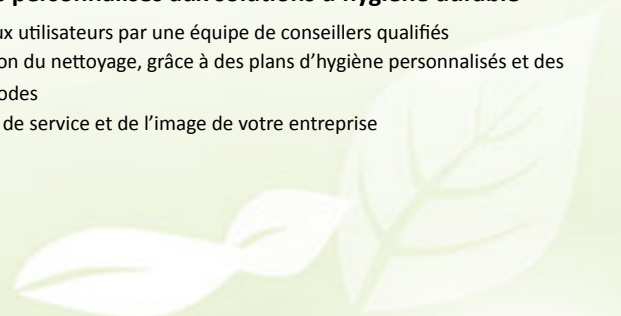 personnalisés aux solutions d'hygiène durable
ux utilisateurs par une équipe de conseillers qualifiés
on du nettoyage, grâce à des plans d'hygiène personnalisés et des
odes
de service et de l'image de votre entreprise